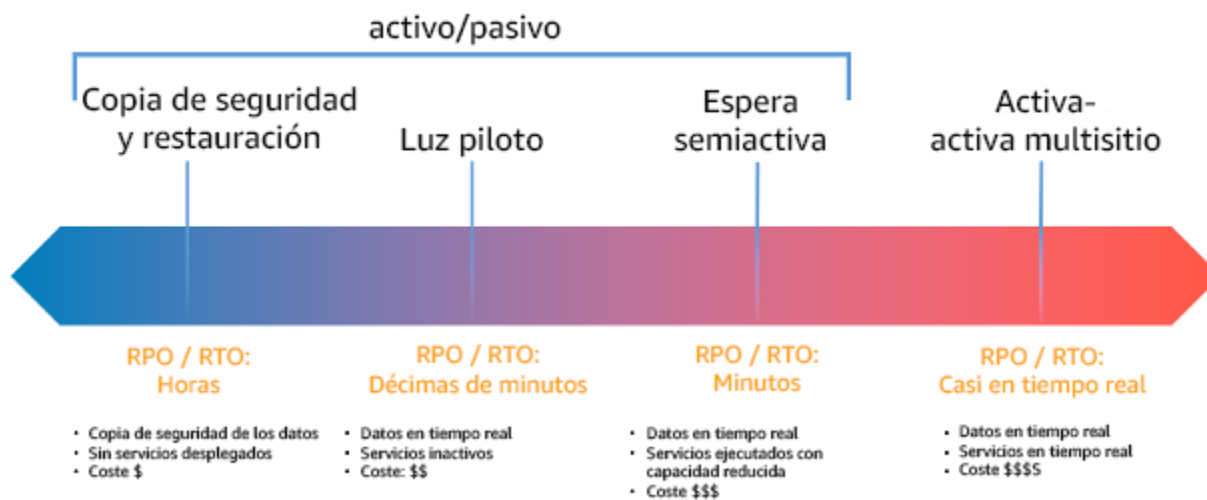 activo/pasivo
Copia de seguridad
y restauración
Luz piloto
Espera
semiactiva
Activa-
activa multisitio
RPO / RTO:
Horas
RPO / RTO:
Décimas de minutos
RPO / RTO:
Minutos
RPO / RTO:
Casi en tiempo real
• Copia de seguridad de los datos
• Sin servicios desplegados
• Coste $
• Datos en tiempo real
• Servicios inactivos
• Coste: $$
• Datos en tiempo real
• Servicios ejecutados con
capacidad reducida
• Coste $$$
• Datos en tiempo real
• Servicios en tiempo real
• Coste $$$$